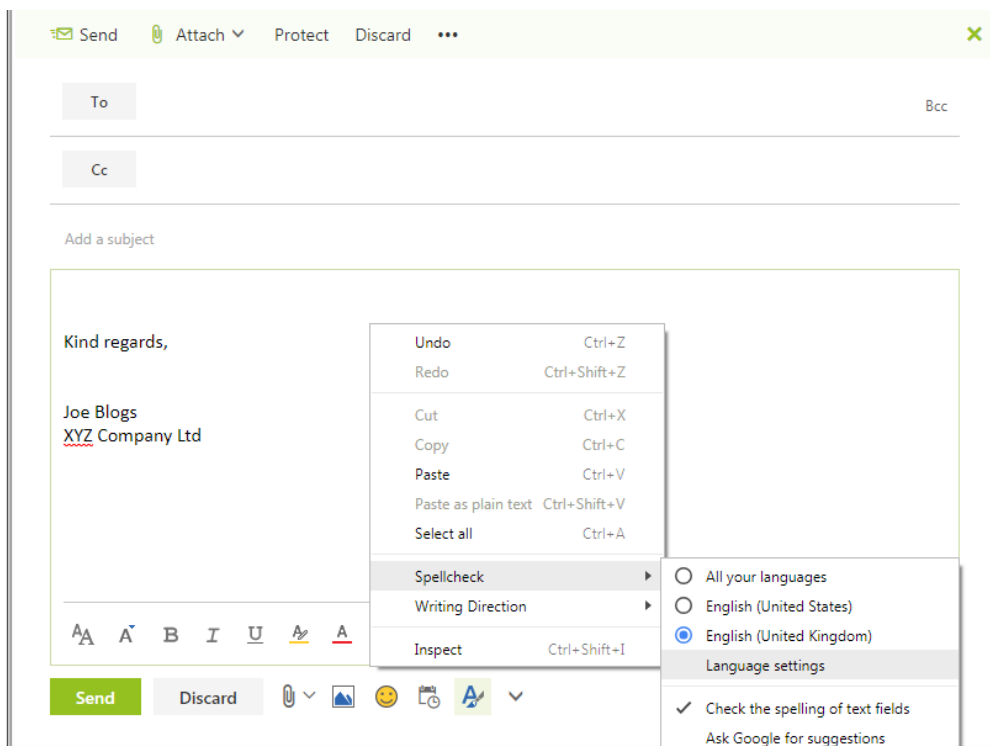 Send Attach Protect Discard •••
To
Bcc
Cc
Add a subject
Kind regards,
Joe Blogs
XYZ Company Ltd
Undo Ctrl+Z
Redo Ctrl+Shift+Z
Cut Ctrl+X
Copy Ctrl+C
Paste Ctrl+V
Paste as plain text Ctrl+Shift+V
Select all Ctrl+A
Spellcheck
Writing Direction
Inspect Ctrl+Shift+I
All your languages
English (United States)
English (United Kingdom)
Language settings
Check the spelling of text fields
Ask Google for suggestions
AA A B I U A A
Send Discard